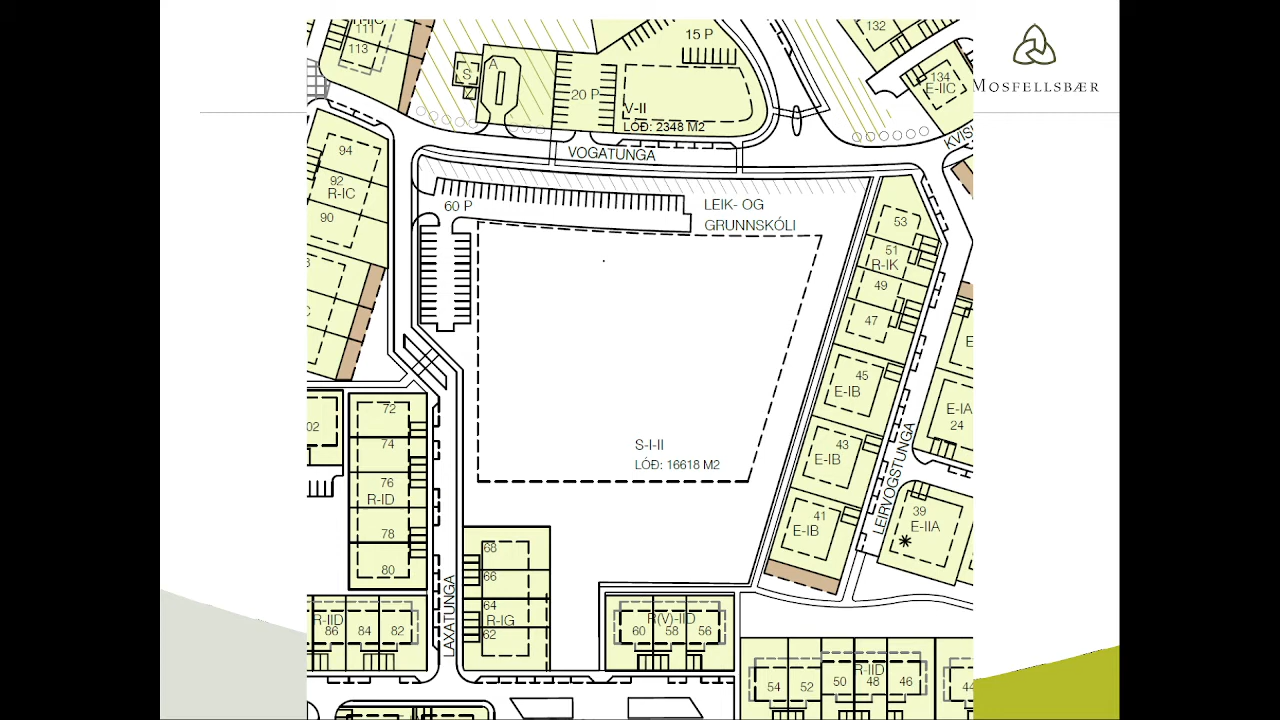 MOSFELLSBÆR
R-IIC
111
113
15 P
132
134
E-IIC
S
A
20 P
V-II
LÓÐ: 2348 M2
VOGATUNGA
94
92
R-IC
90
60 P
LEIK- OG
GRUNNSKÓLI
53
51
R-IK
49
47
45
E-IB
43
E-IB
41
E-IB
E-IA
24
39
E-IIA
LEIRVOGSTUNGA
S-I-II
LÓÐ: 16618 M2
72
74
76
R-ID
78
80
68
66
64
R-IG
62
LAXATUNGA
R-IID
86
84
82
R(V)-IID
60
58
56
R-IID
54
52
50
48
46
44